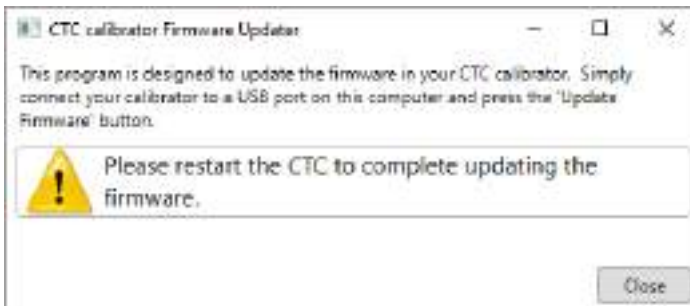 CTC calibrator Firmware Updater
This program is designed to update the firmware in your CTC calibrator. Simply
connect your calibrator to a USB port on this computer and press the 'Update
Firmware' button.
Please restart the CTC to complete updating the
firmware.
Close